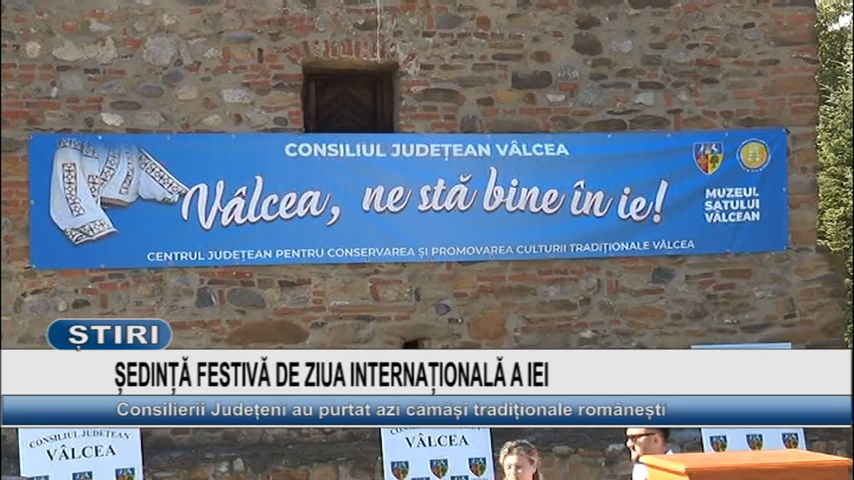 CONSILIUL JUDEȚEAN VÂLCEA
Vâlcea, ne stă bine în ie!
MUZEUL
SATULUI
VÂLCEAN
CENTRUL JUDEȚEAN PENTRU CONSERVAREA ȘI PROMOVAREA CULTURII TRADIȚIONALE VÂLCEA
ȘTIRI
ȘEDINȚĂ FESTIVĂ DE ZIUA INTERNAȚIONALĂ A IEI
Consilierii Județeni au purtat azi cămăși tradiționale românești
CONSILIUL JUDEȚEAN
VÂLCEA
VÂLCEA